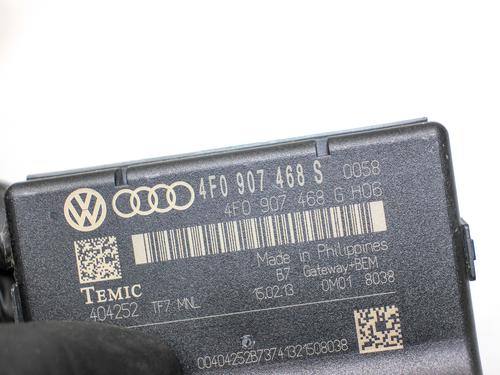 4F0 907 468 S 0058
4F0 907 468 G H06
Made in Philippines
B7 Gateway+BEM
TEMIC
404252 TF7 MNL 15.02.13 0M01 8038
00404252B73741321508038